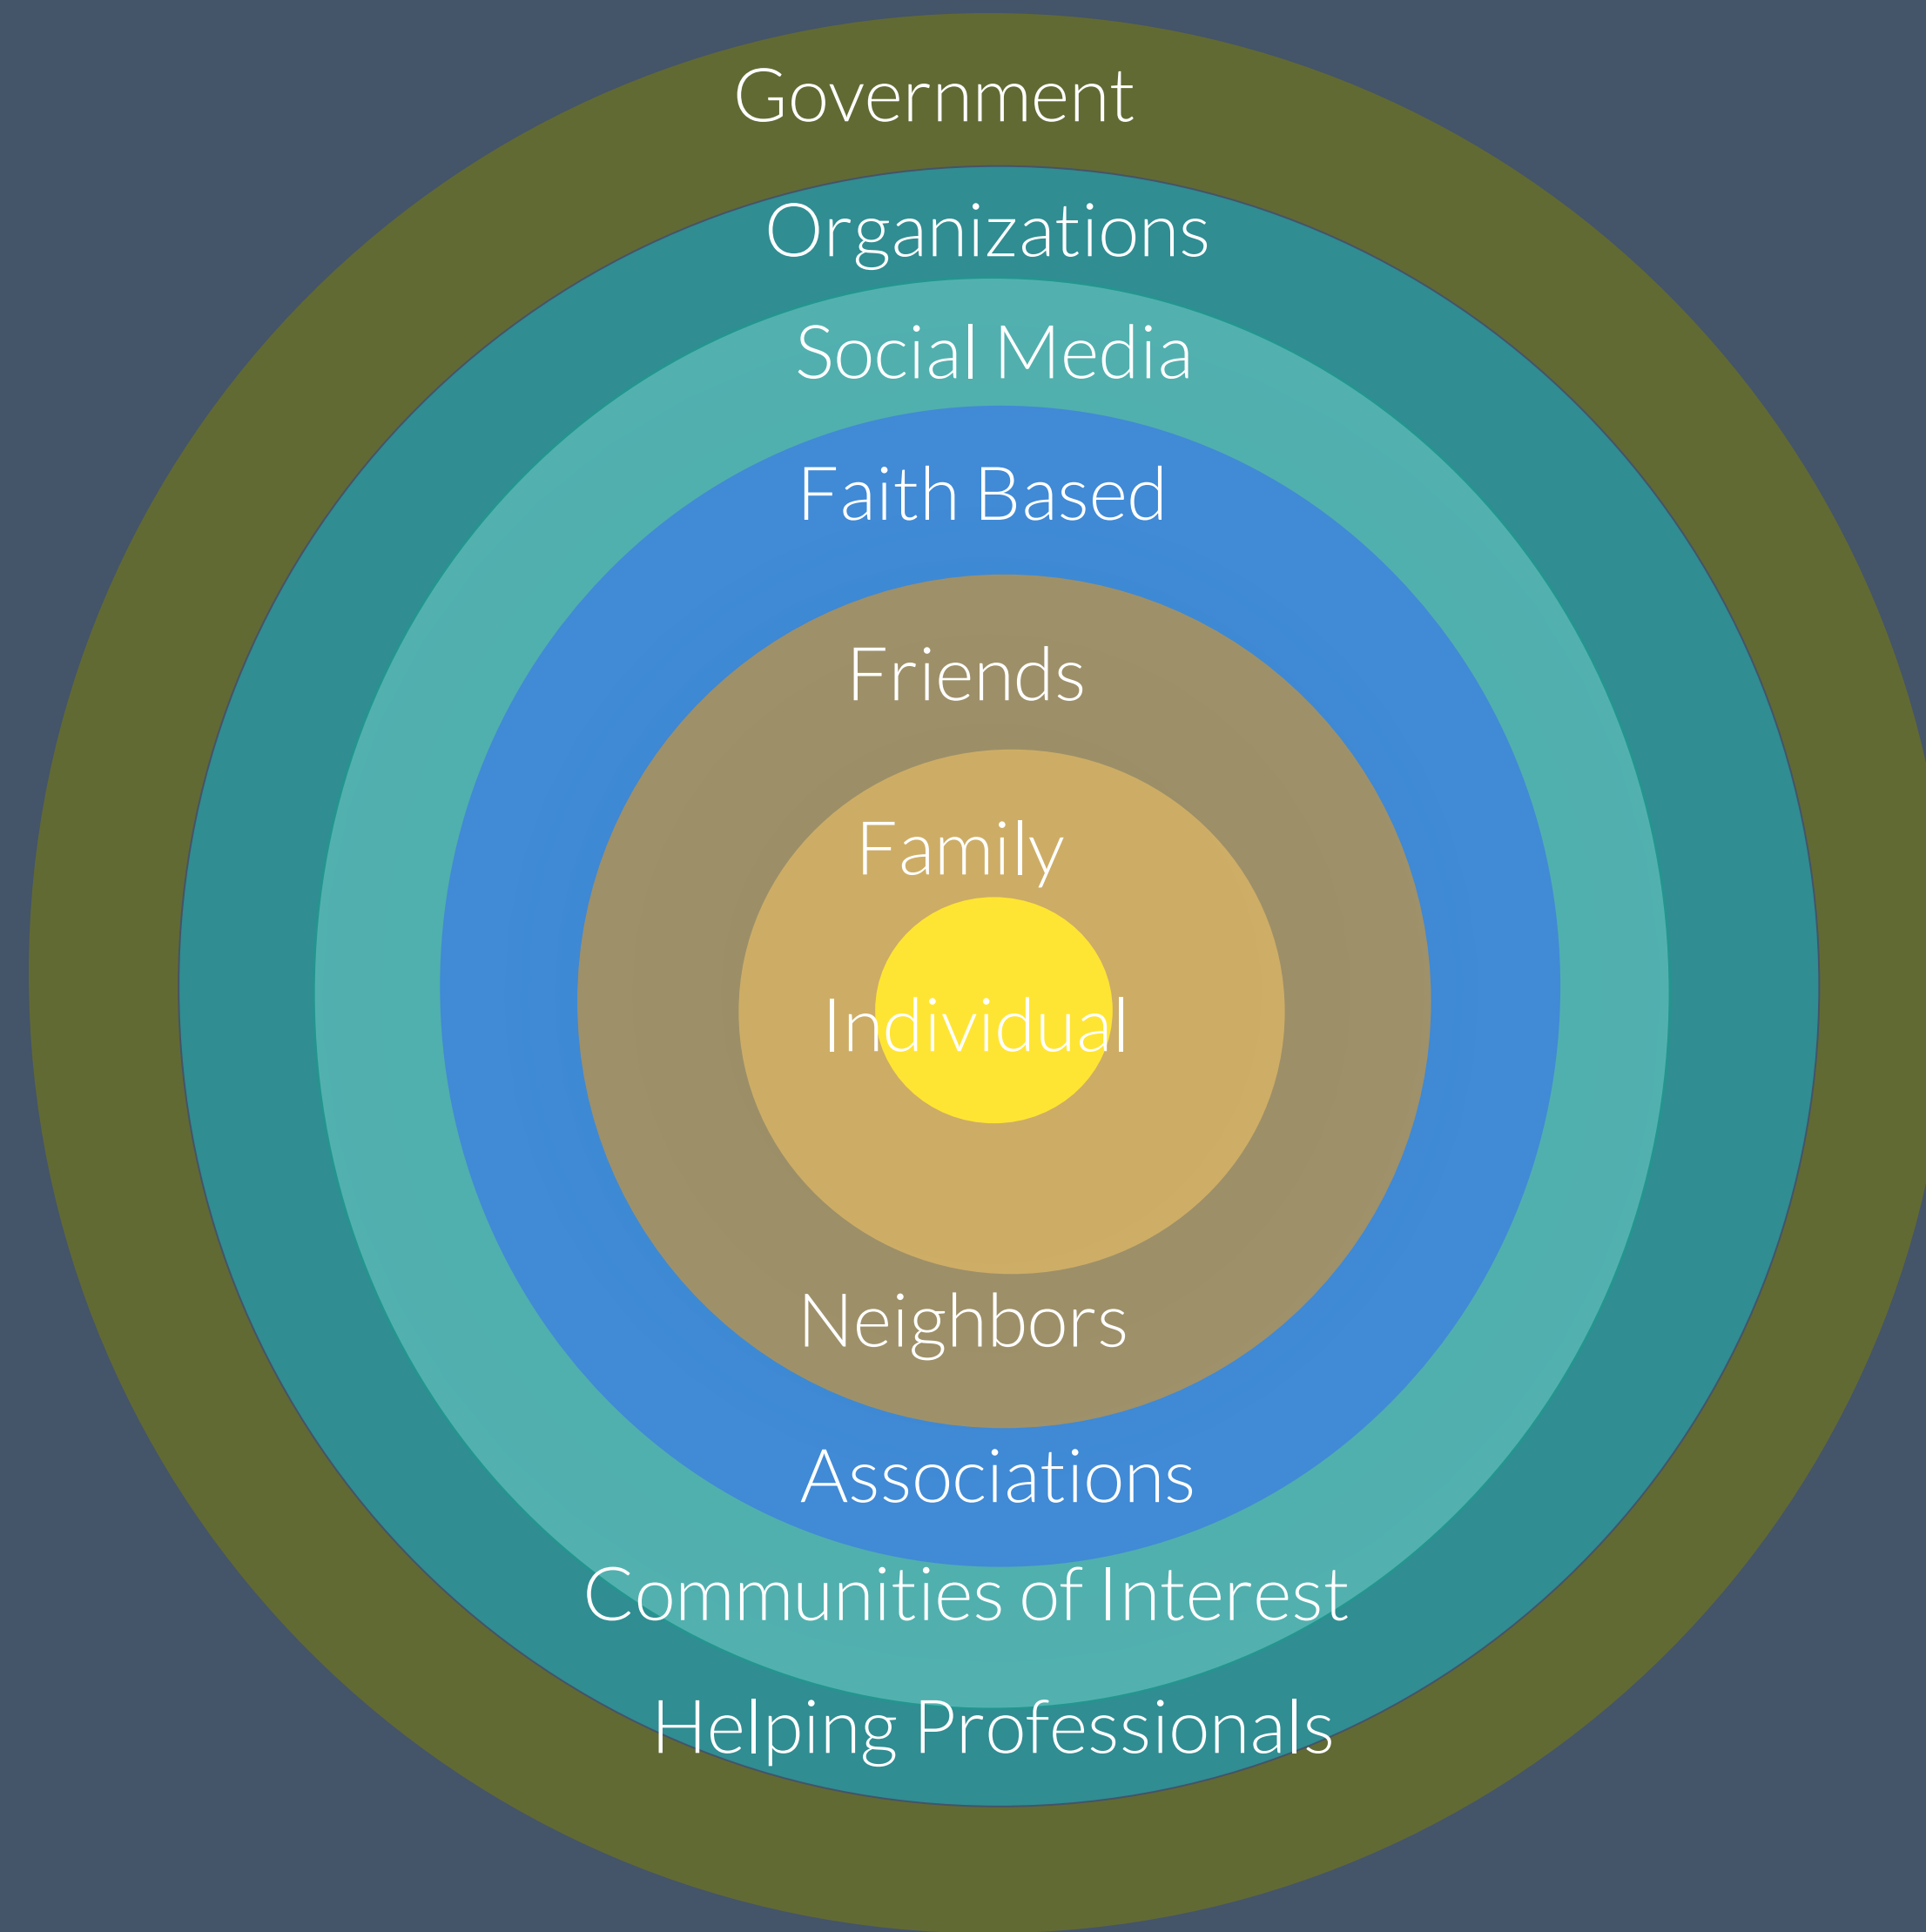 Government
Organizations
Social Media
Faith Based
Friends
Family
Individual
Neighbors
Associations
Communities of Interest
Helping Professionals